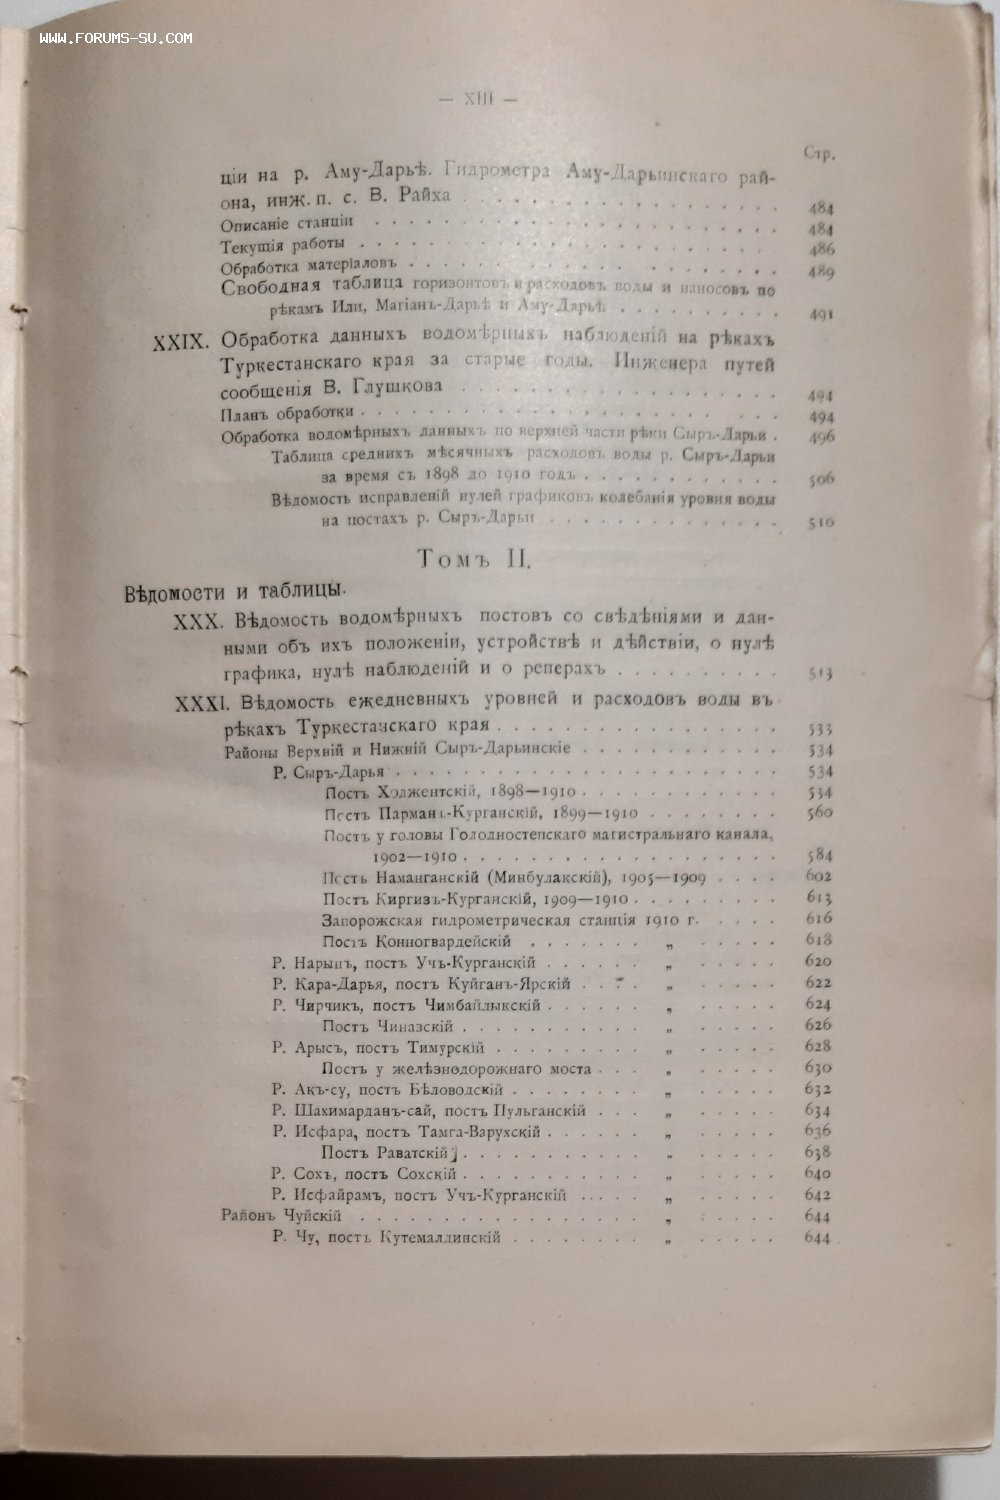 WWW.FORUMS-SU.COM
— XIII —
Стр.
ціи на р. Аму-Дарьѣ. Гидрометра Аму-Дарьинскаго рай-
она, инж. п. с. В. Райха . . . . . . . . . . . . . . . 484
Описаніе станціи . . . . . . . . . . . . . . . . . . 484
Текущія работы . . . . . . . . . . . . . . . . . . 486
Обработка матеріаловъ . . . . . . . . . . . . . . . . 489
Свободная таблица горизонтовъ и расходовъ воды и наносовъ по
рѣкамъ Или, Магіанъ-Дарьѣ и Аму-Дарьѣ . . . . . . . . . 491
XXIX. Обработка данныхъ водомѣрныхъ наблюденій на рѣкахъ
Туркестанскаго края за старые годы. Инженера путей
сообщенія В. Глушкова . . . . . . . . . . . . . . . 494
Планъ обработки . . . . . . . . . . . . . . . . . . 494
Обработка водомѣрныхъ данныхъ по верхней части рѣки Сыръ-Дарьи . 496
Таблица среднихъ мѣсячныхъ расходовъ воды р. Сыръ-Дарьи
за время съ 1898 до 1910 годъ . . . . . . . . . . . 506
Вѣдомость исправленій нулей графиковъ колебанія уровня воды
на постахъ р. Сыръ-Дарьи . . . . . . . . . . . . . 510
Томъ II.
Вѣдомости и таблицы.
XXX. Вѣдомость водомѣрныхъ постовъ со свѣдѣніями и дан-
ными объ ихъ положеніи, устройствѣ и дѣйствіи, о нулѣ
графика, нулѣ наблюденій и о реперахъ . . . . . . . . . . 513
XXXI. Вѣдомость ежедневныхъ уровней и расходовъ воды въ
рѣкахъ Туркестанскаго края . . . . . . . . . . . . . . 533
Районы Верхній и Нижній Сыръ-Дарьинскіе . . . . . . . . . . 534
Р. Сыръ-Дарья . . . . . . . . . . . . . . . . . . 534
Постъ Ходжентскій, 1898—1910 . . . . . . . . . . . . 534
Постъ Парманъ-Курганскій, 1899—1910 . . . . . . . . 560
Постъ у головы Голодностепскаго магистральнаго канала,
1902—1910 . . . . . . . . . . . . . . . . . . 584
Постъ Наманганскій (Минбулакскій), 1905—1909 . . . . 602
Постъ Киргизъ-Курганскій, 1909—1910 . . . . . . . . . 613
Запорожская гидрометрическая станція 1910 г. . . . . 616
Постъ Конногвардейскій . . . . . . . „ . . . . . 618
Р. Нарынъ, постъ Учъ-Курганскій . . . . . . „ . . . . . 620
Р. Кара-Дарья, постъ Куйганъ-Ярскій . . . . „ . . . . . 622
Р. Чирчикъ, постъ Чимбайлыкскій . . . . . . „ . . . . . 624
Постъ Чиназскій . . . . . . . . . . „ . . . . . 626
Р. Арысь, постъ Тимурскій . . . . . . . . . „ . . . . . 628
Постъ у желѣзнодорожнаго моста . . . „ . . . . . 630
Р. Акъ-су, постъ Бѣловодскій . . . . . . . . „ . . . . . 632
Р. Шахимарданъ-сай, постъ Пульганскій . . . „ . . . . . 634
Р. Исфара, постъ Тамга-Варухскій . . . . . . „ . . . . . 636
Постъ Раватскій . . . . . . . . . . „ . . . . . 638
Р. Сохъ, постъ Сохскій . . . . . . . . . . . „ . . . . . 640
Р. Исфайрамъ, постъ Учъ-Курганскій . . . . . „ . . . . . 642
Районъ Чуйскій . . . . . . . . . . . . . . . „ . . . . . 644
Р. Чу, постъ Кутемалдинскій . . . . . . . . „ . . . . . 644